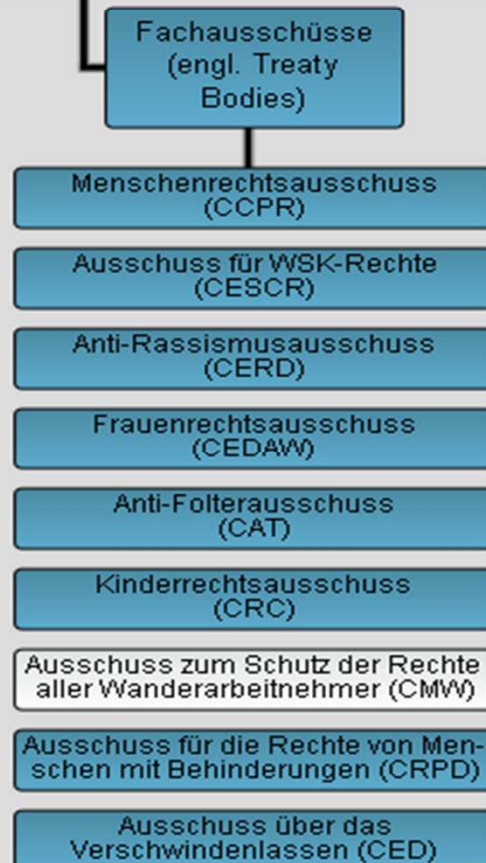 Fachausschüsse
(engl. Treaty
Bodies)
Menschenrechtsausschuss
(CCPR)
Ausschuss für WSK-Rechte
(CESCR)
Anti-Rassismusausschuss
(CERD)
Frauenrechtsausschuss
(CEDAW)
Anti-Folterausschuss
(CAT)
Kinderrechtsausschuss
(CRC)
Ausschuss zum Schutz der Rechte
aller Wanderarbeitnehmer (CMW)
Ausschuss für die Rechte von Men-
schen mit Behinderungen (CRPD)
Ausschuss über das
Verschwindenlassen (CED)